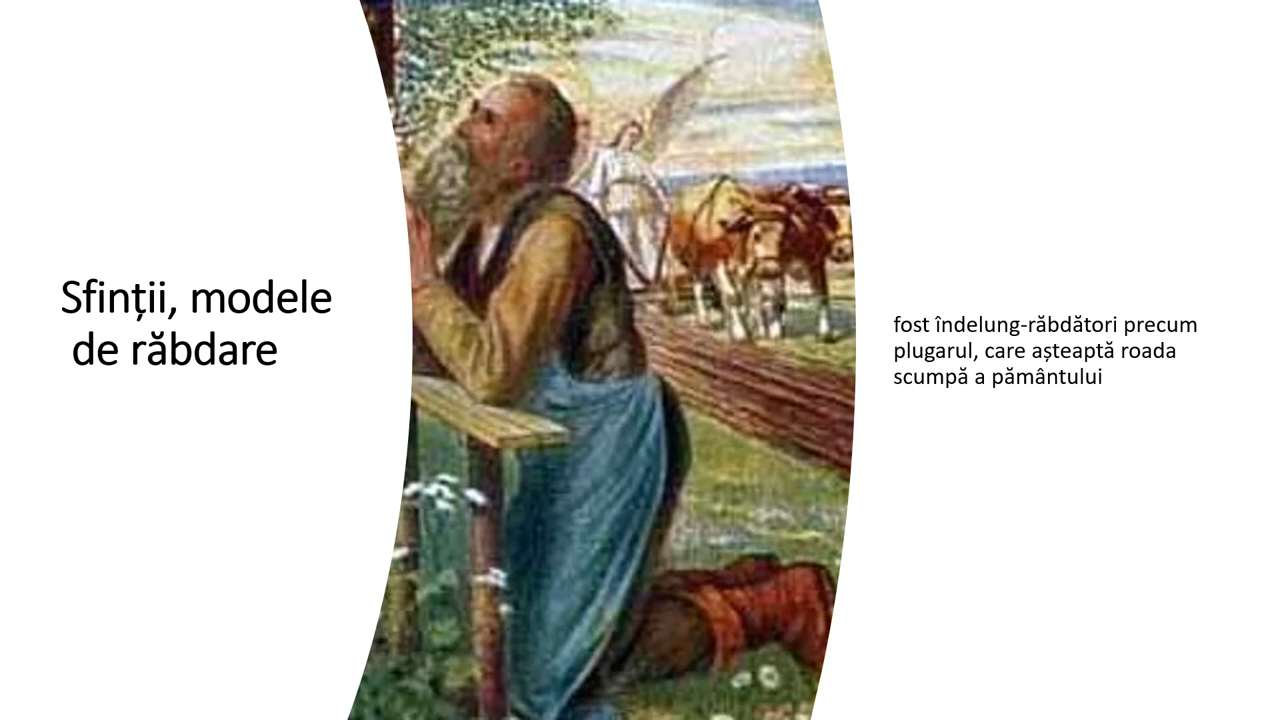 Sfinții, modele
de răbdare
fost îndelung-răbdători precum
plugarul, care așteaptă roada
scumpă a pământului